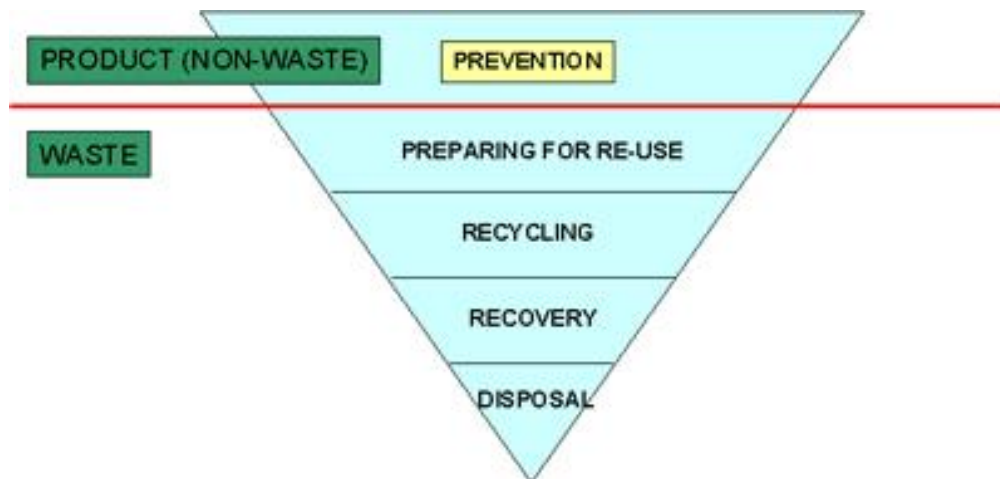 PRODUCT (NON-WASTE)
PREVENTION
WASTE
PREPARING FOR RE-USE
RECYCLING
RECOVERY
DISPOSAL